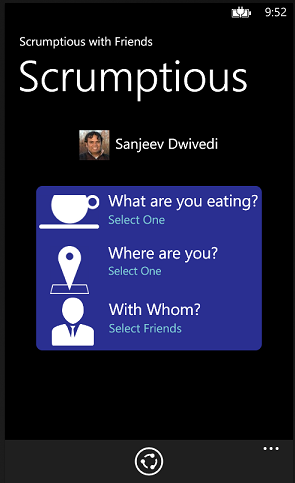 9:52
Scrumptious with Friends
Scrumptious
Sanjeev Dwivedi
What are you eating?
Select One
Where are you?
Select One
With Whom?
Select Friends